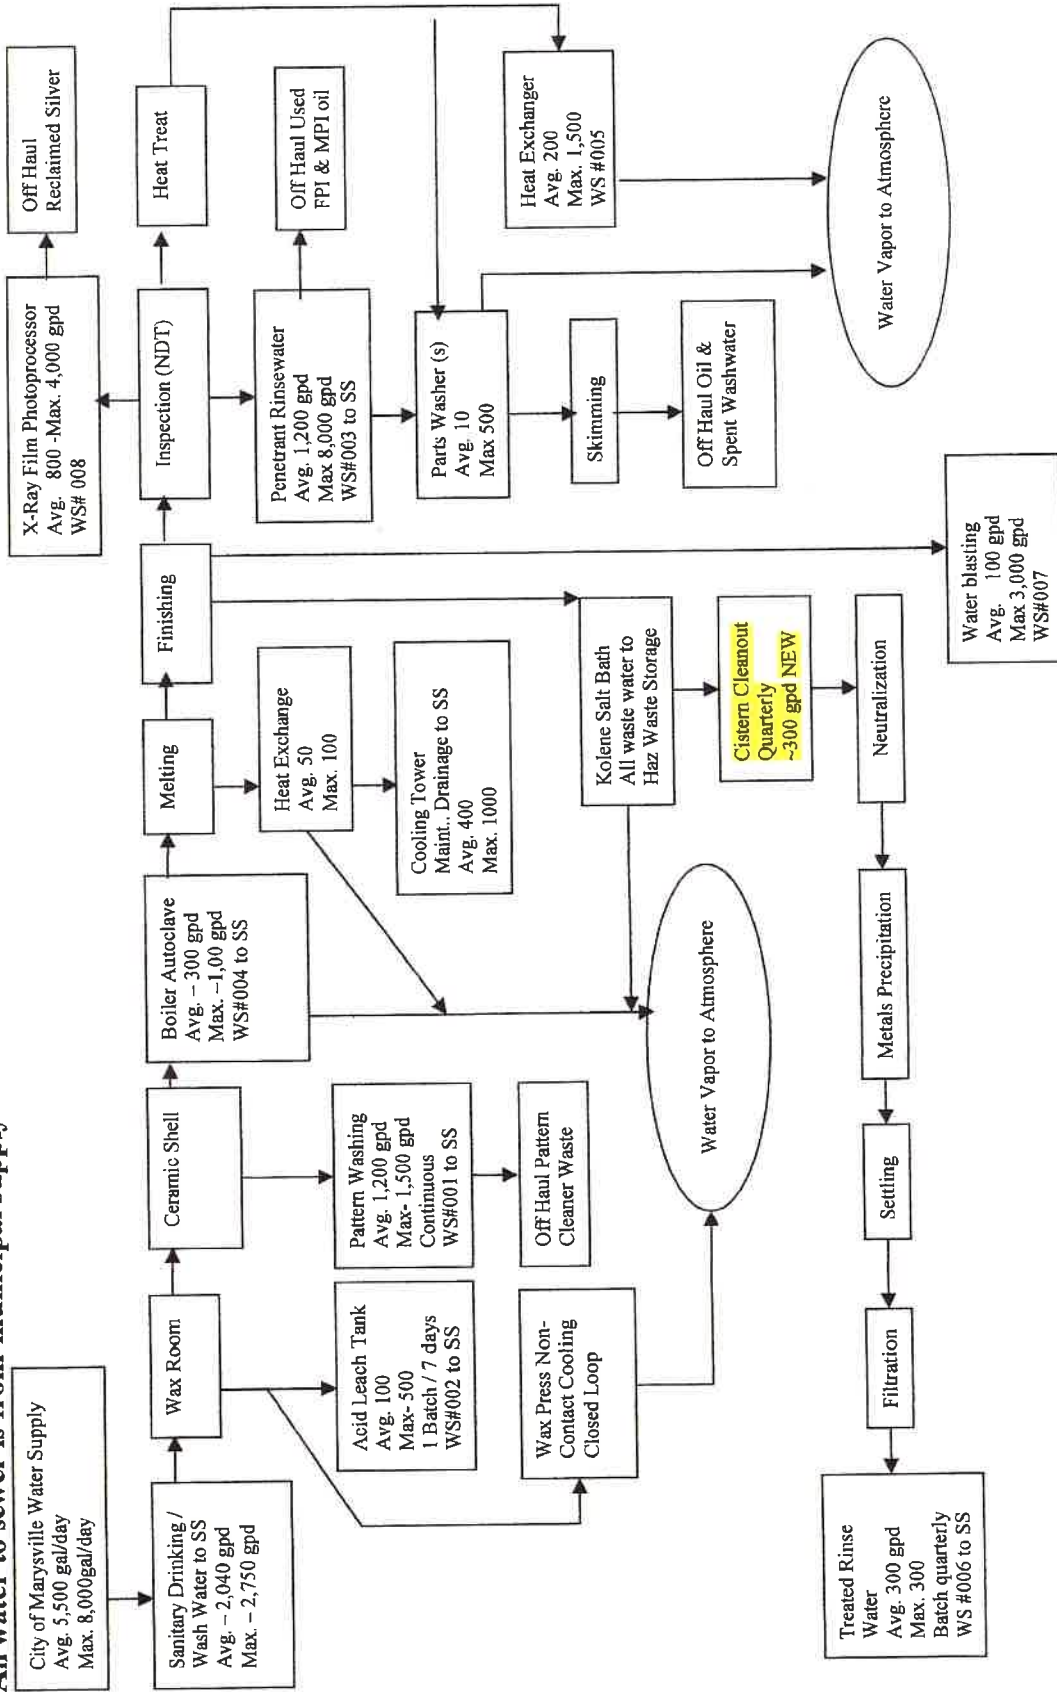 All water to sewer is from municipal supply
City of Marysville Water Supply
Avg. 5,500 gal/day
Max. 8,000gal/day
Sanitary Drinking /
Wash Water to SS
Avg. – 2,040 gpd
Max. – 2,750 gpd
Wax Room
Ceramic Shell
Boiler Autoclave
Avg. – 300 gpd
Max. –1,00 gpd
WS#004 to SS
Melting
Finishing
Inspection (NDT)
Heat Treat
X-Ray Film Photoprocessor
Avg. 800 -Max. 4,000 gpd
WS# 008
Off Haul
Reclaimed Silver
Acid Leach Tank
Avg. 100
Max- 500
1 Batch / 7 days
WS#002 to SS
Pattern Washing
Avg. 1,200 gpd
Max- 1,500 gpd
Continuous
WS#001 to SS
Heat Exchange
Avg. 50
Max. 100
Penetrant Rinsewater
Avg. 1,200 gpd
Max 8,000 gpd
WS#003 to SS
Off Haul Used
FPI & MPI oil
Wax Press Non-
Contact Cooling
Closed Loop
Off Haul Pattern
Cleaner Waste
Cooling Tower
Maint.. Drainage to SS
Avg. 400
Max. 1000
Parts Washer (s)
Avg. 10
Max 500
Heat Exchanger
Avg. 200
Max. 1,500
WS #005
Kolene Salt Bath
All waste water to
Haz Waste Storage
Skimming
Off Haul Oil &
Spent Washwater
Water Vapor to Atmosphere
Water Vapor to Atmosphere
Cistern Cleanout
Quarterly
~300 gpd NEW
Water blasting
Avg. 100 gpd
Max 3,000 gpd
WS#007
Neutralization
Metals Precipitation
Settling
Filtration
Treated Rinse
Water
Avg. 300 gpd
Max. 300
Batch quarterly
WS #006 to SS